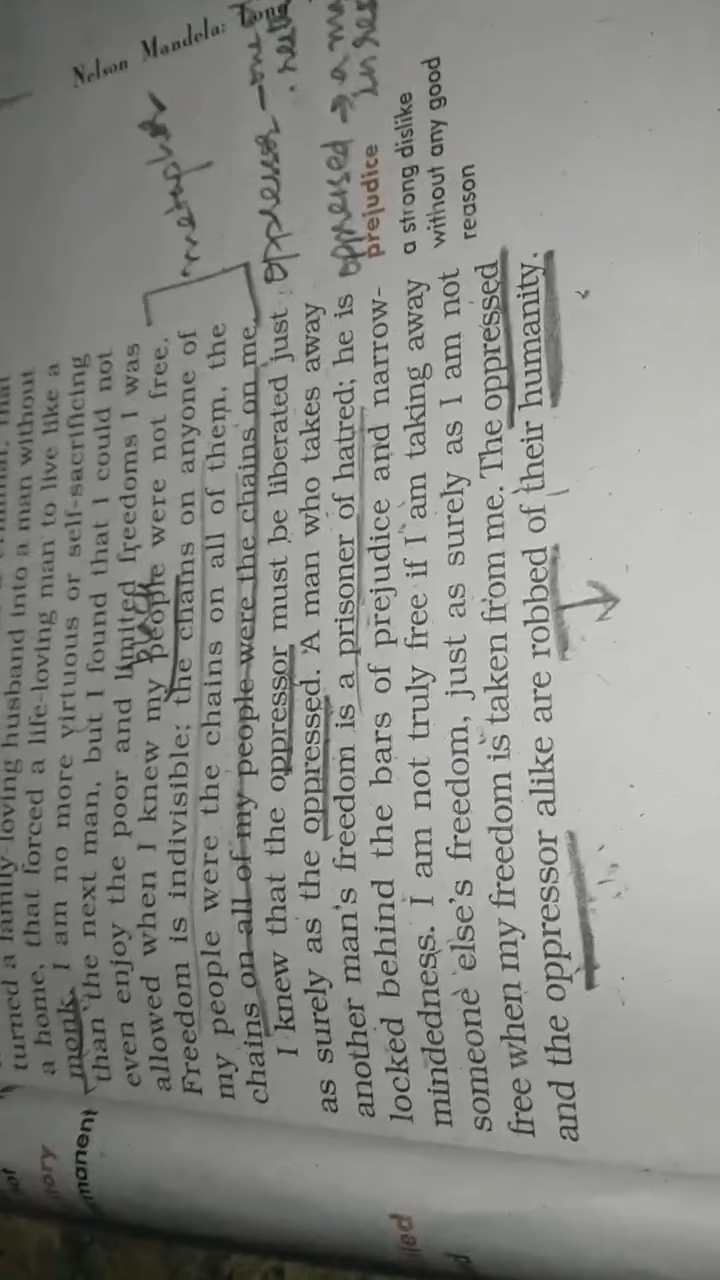 Nelson Mandela: Long
turned a family-loving husband into a man without
a home, that forced a life-loving man to live like a
monk. I am no more virtuous or self-sacrificing
than the next man, but I found that I could not
even enjoy the poor and limited freedoms I was
allowed when I knew my people were not free.
Freedom is indivisible; the chains on anyone of
my people were the chains on all of them, the
chains on all of my people were the chains on me.
I knew that the oppressor must be liberated just
as surely as the oppressed. A man who takes away
another man's freedom is a prisoner of hatred; he is
locked behind the bars of prejudice and narrow-
mindedness. I am not truly free if I am taking away
someone else's freedom, just as surely as I am not
free when my freedom is taken from me. The oppressed
and the oppressor alike are robbed of their humanity.
metaphor
black
oppressor
oppressed → a
prejudice
a strong dislike
without any good
reason
manent